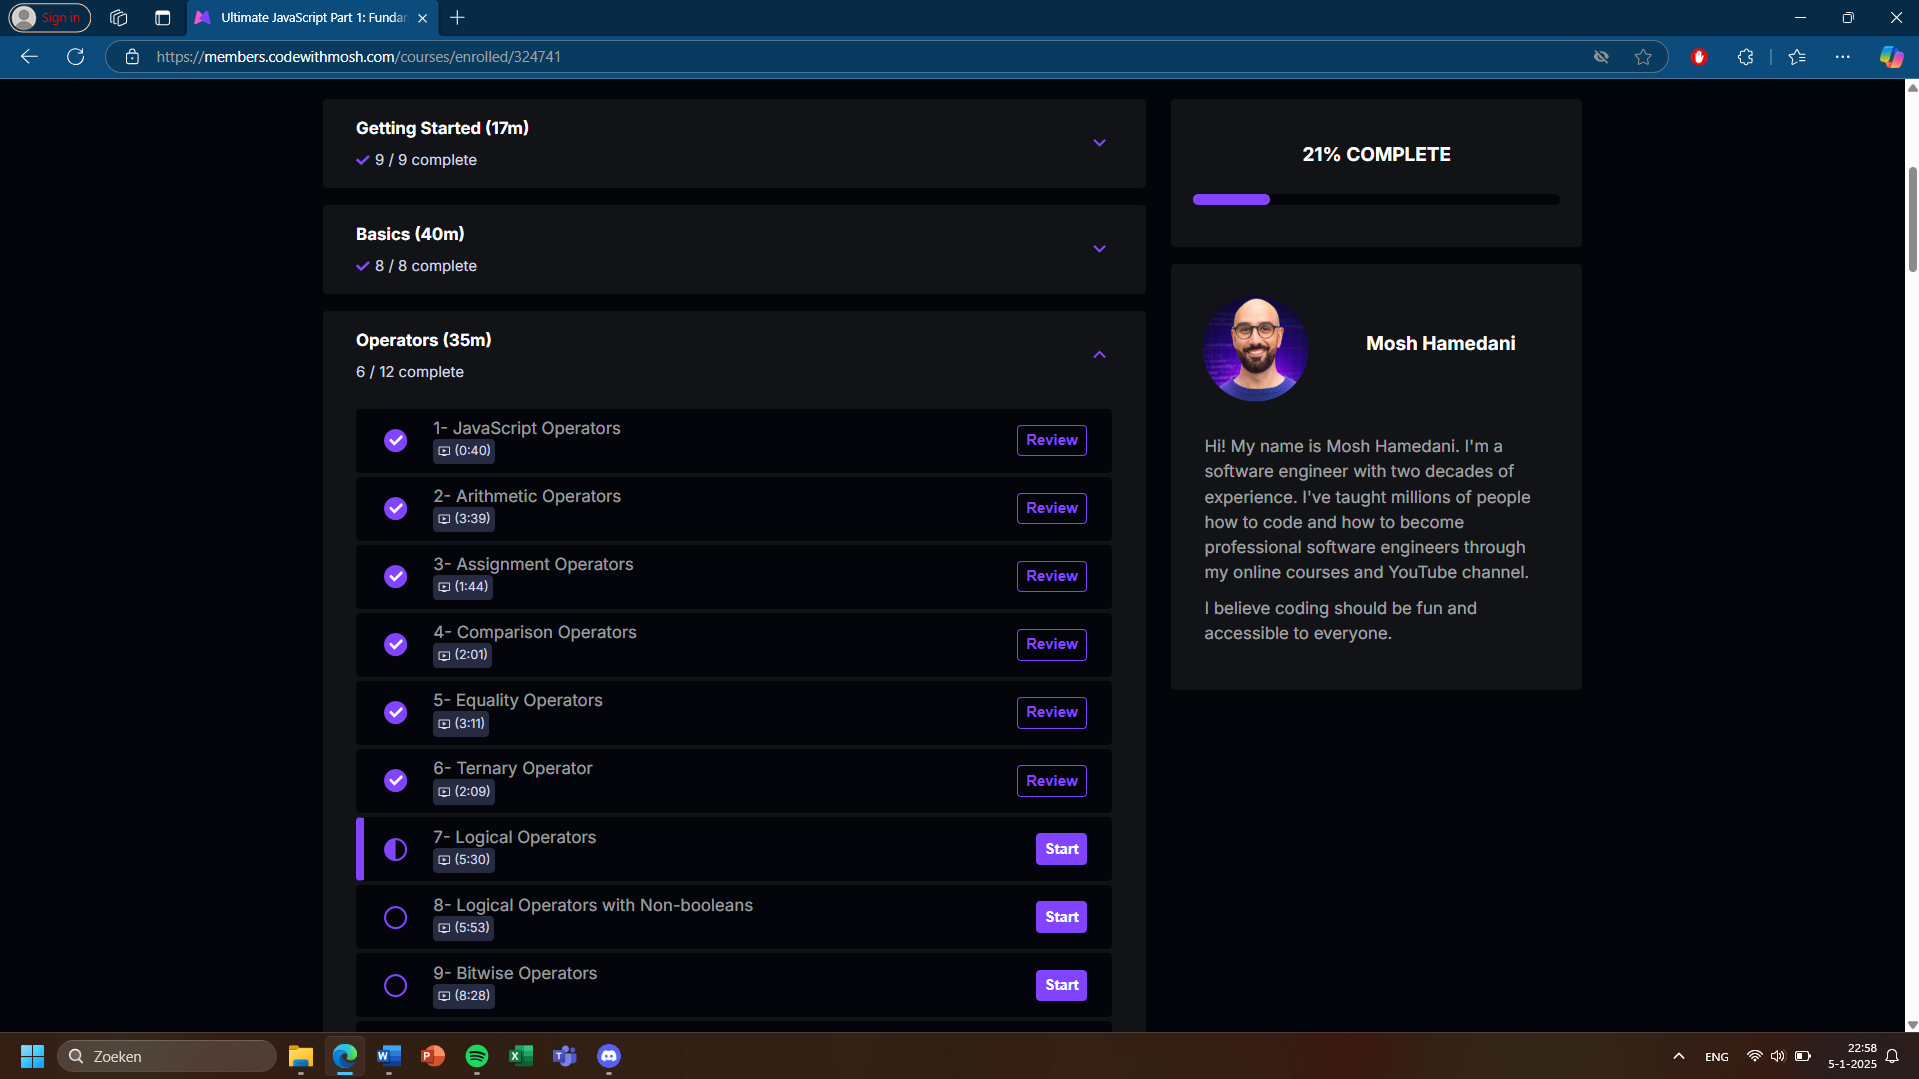 Sign in
Ultimate JavaScript Part 1: Fundar
https://members.codewithmosh.com/courses/enrolled/324741
Getting Started (17m)
9 / 9 complete
Basics (40m)
8 / 8 complete
Operators (35m)
6 / 12 complete
1- JavaScript Operators
(0:40)
Review
2- Arithmetic Operators
(3:39)
Review
3- Assignment Operators
(1:44)
Review
4- Comparison Operators
(2:01)
Review
5- Equality Operators
(3:11)
Review
6- Ternary Operator
(2:09)
Review
7- Logical Operators
(5:30)
Start
8- Logical Operators with Non-booleans
(5:53)
Start
9- Bitwise Operators
(8:28)
Start
21% COMPLETE
Mosh Hamedani
Hi! My name is Mosh Hamedani. I'm a
software engineer with two decades of
experience. I've taught millions of people
how to code and how to become
professional software engineers through
my online courses and YouTube channel.
I believe coding should be fun and
accessible to everyone.
Zoeken
ENG
22:58
5-1-2025